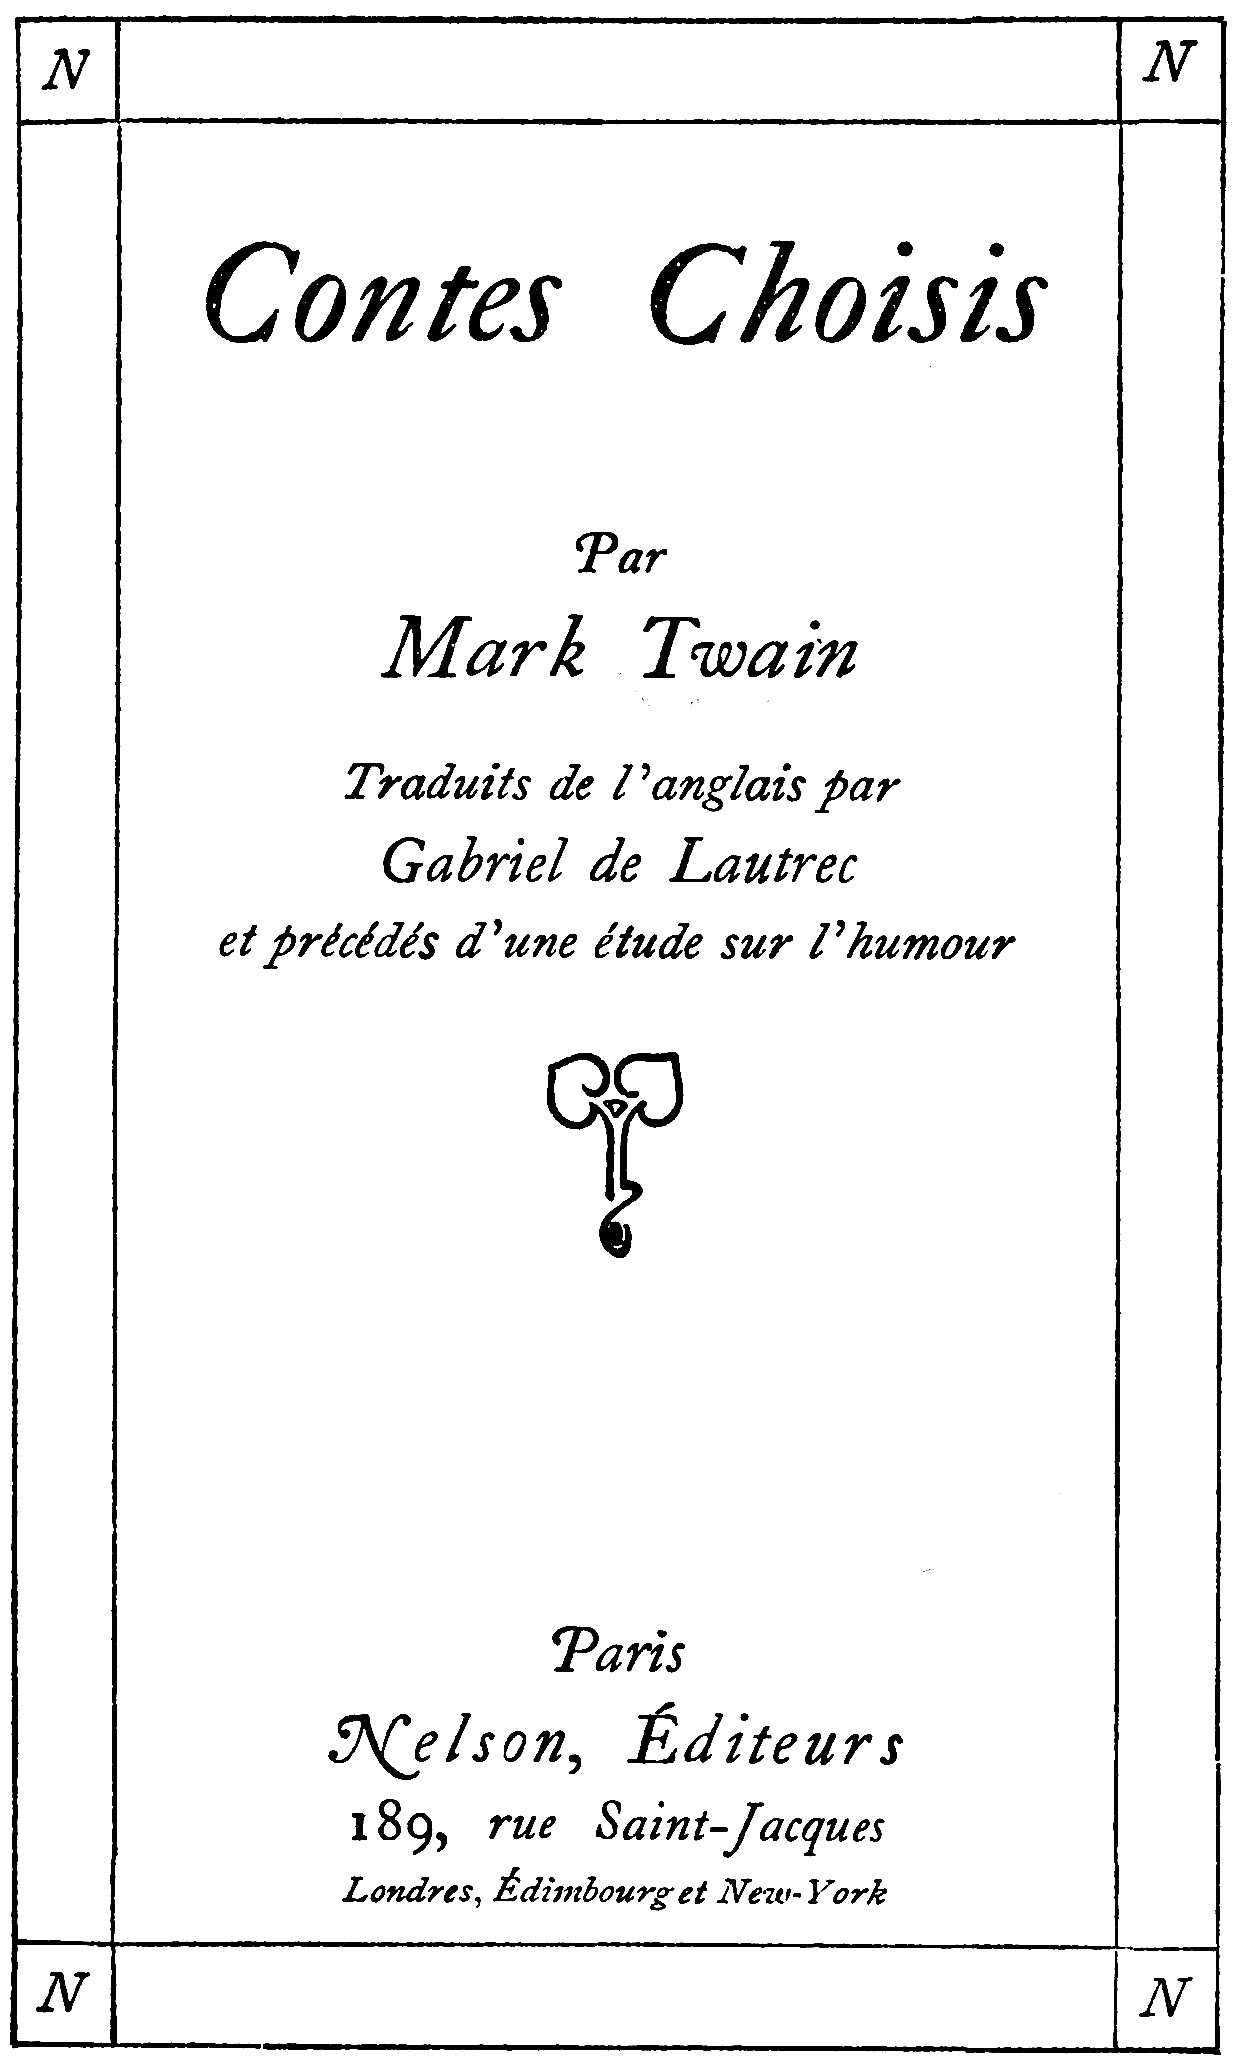 N
N
Contes Choisis
Par
Mark Twain
Traduits de l'anglais par
Gabriel de Lautrec
et précédés d'une étude sur l'humour
Paris
Nelson, Éditeurs
189, rue Saint-Jacques
Londres, Édimbourg et New-York
N
N